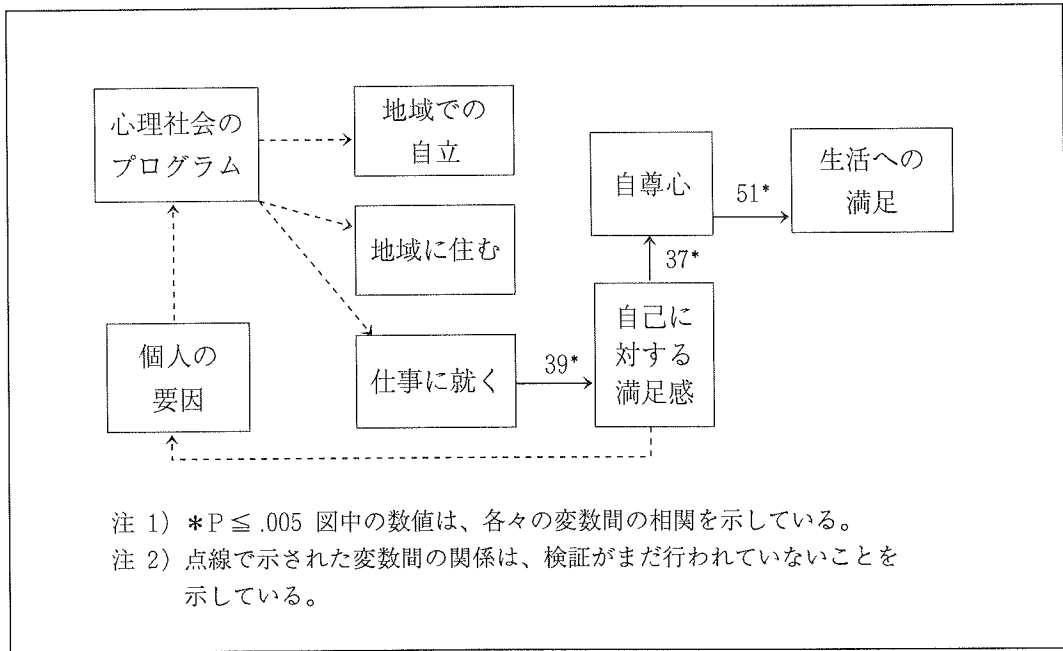 心理社会の
プログラム
地域での
自立
地域に住む
個人の
要因
仕事に就く
39*
自己に
対する
満足感
37*
自尊心
51*
生活への
満足
注 1) *P≦.005 図中の数値は、各々の変数間の相関を示している。
注 2) 点線で示された変数間の関係は、検証がまだ行われていないことを
示している。